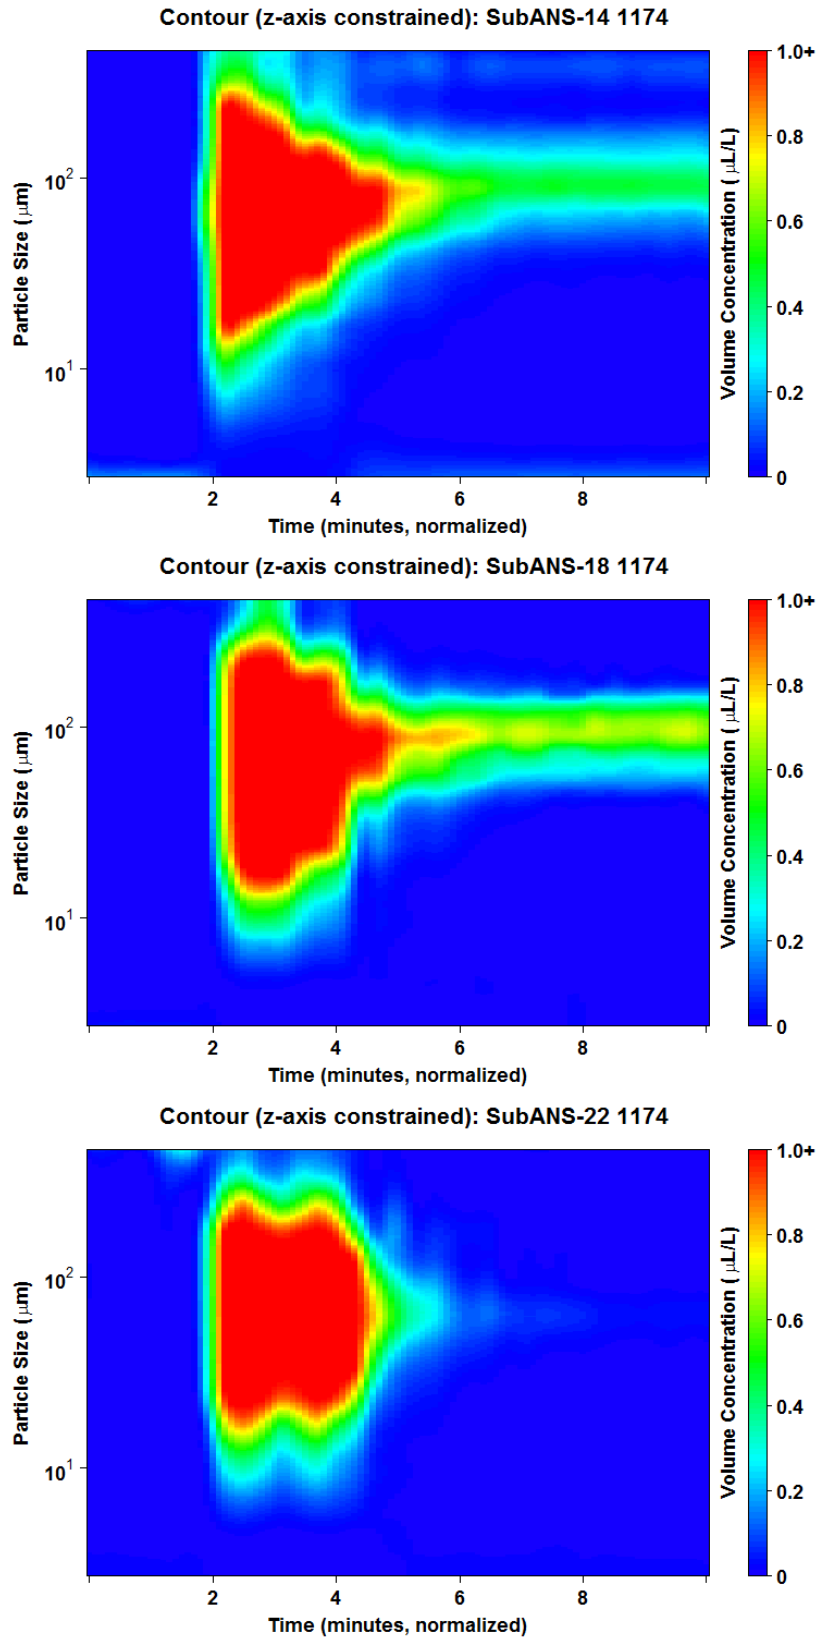 Contour (z-axis constrained): SubANS-14 1174
1.0+
0.8
0.6
0.4
0.2
0
Volume Concentration ( μL/L)
Particle Size ( μm)
10²
10¹
2 4 6 8
Time (minutes, normalized)
Contour (z-axis constrained): SubANS-18 1174
1.0+
0.8
0.6
0.4
0.2
0
Volume Concentration ( μL/L)
Particle Size ( μm)
10²
10¹
2 4 6 8
Time (minutes, normalized)
Contour (z-axis constrained): SubANS-22 1174
1.0+
0.8
0.6
0.4
0.2
0
Volume Concentration ( μL/L)
Particle Size ( μm)
10²
10¹
2 4 6 8
Time (minutes, normalized)